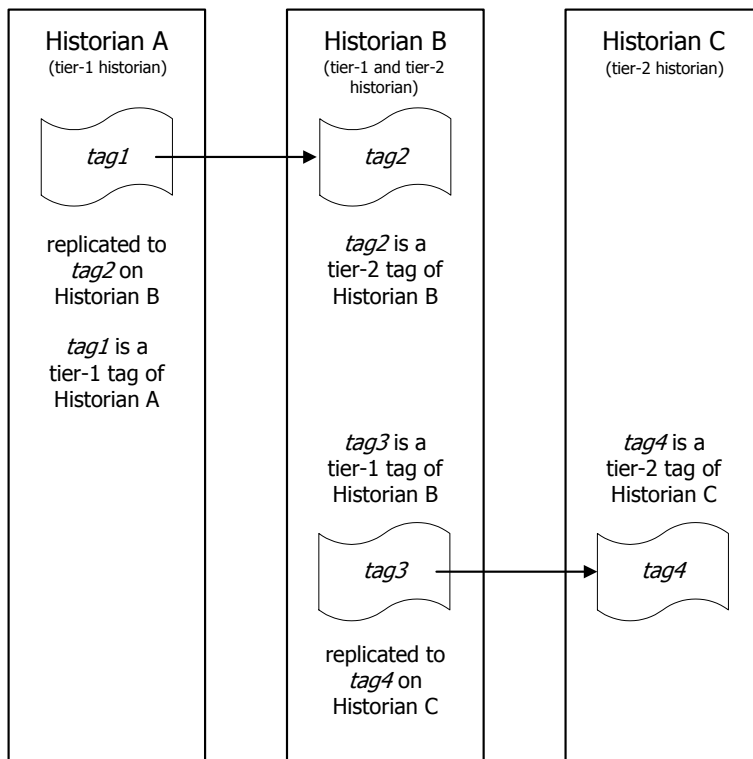 Historian A
(tier-1 historian)
tag1
replicated to
tag2 on
Historian B
tag1 is a
tier-1 tag of
Historian A
Historian B
(tier-1 and tier-2
historian)
tag2
tag2 is a
tier-2 tag of
Historian B
tag3 is a
tier-1 tag of
Historian B
tag3
replicated to
tag4 on
Historian C
Historian C
(tier-2 historian)
tag4 is a
tier-2 tag of
Historian C
tag4